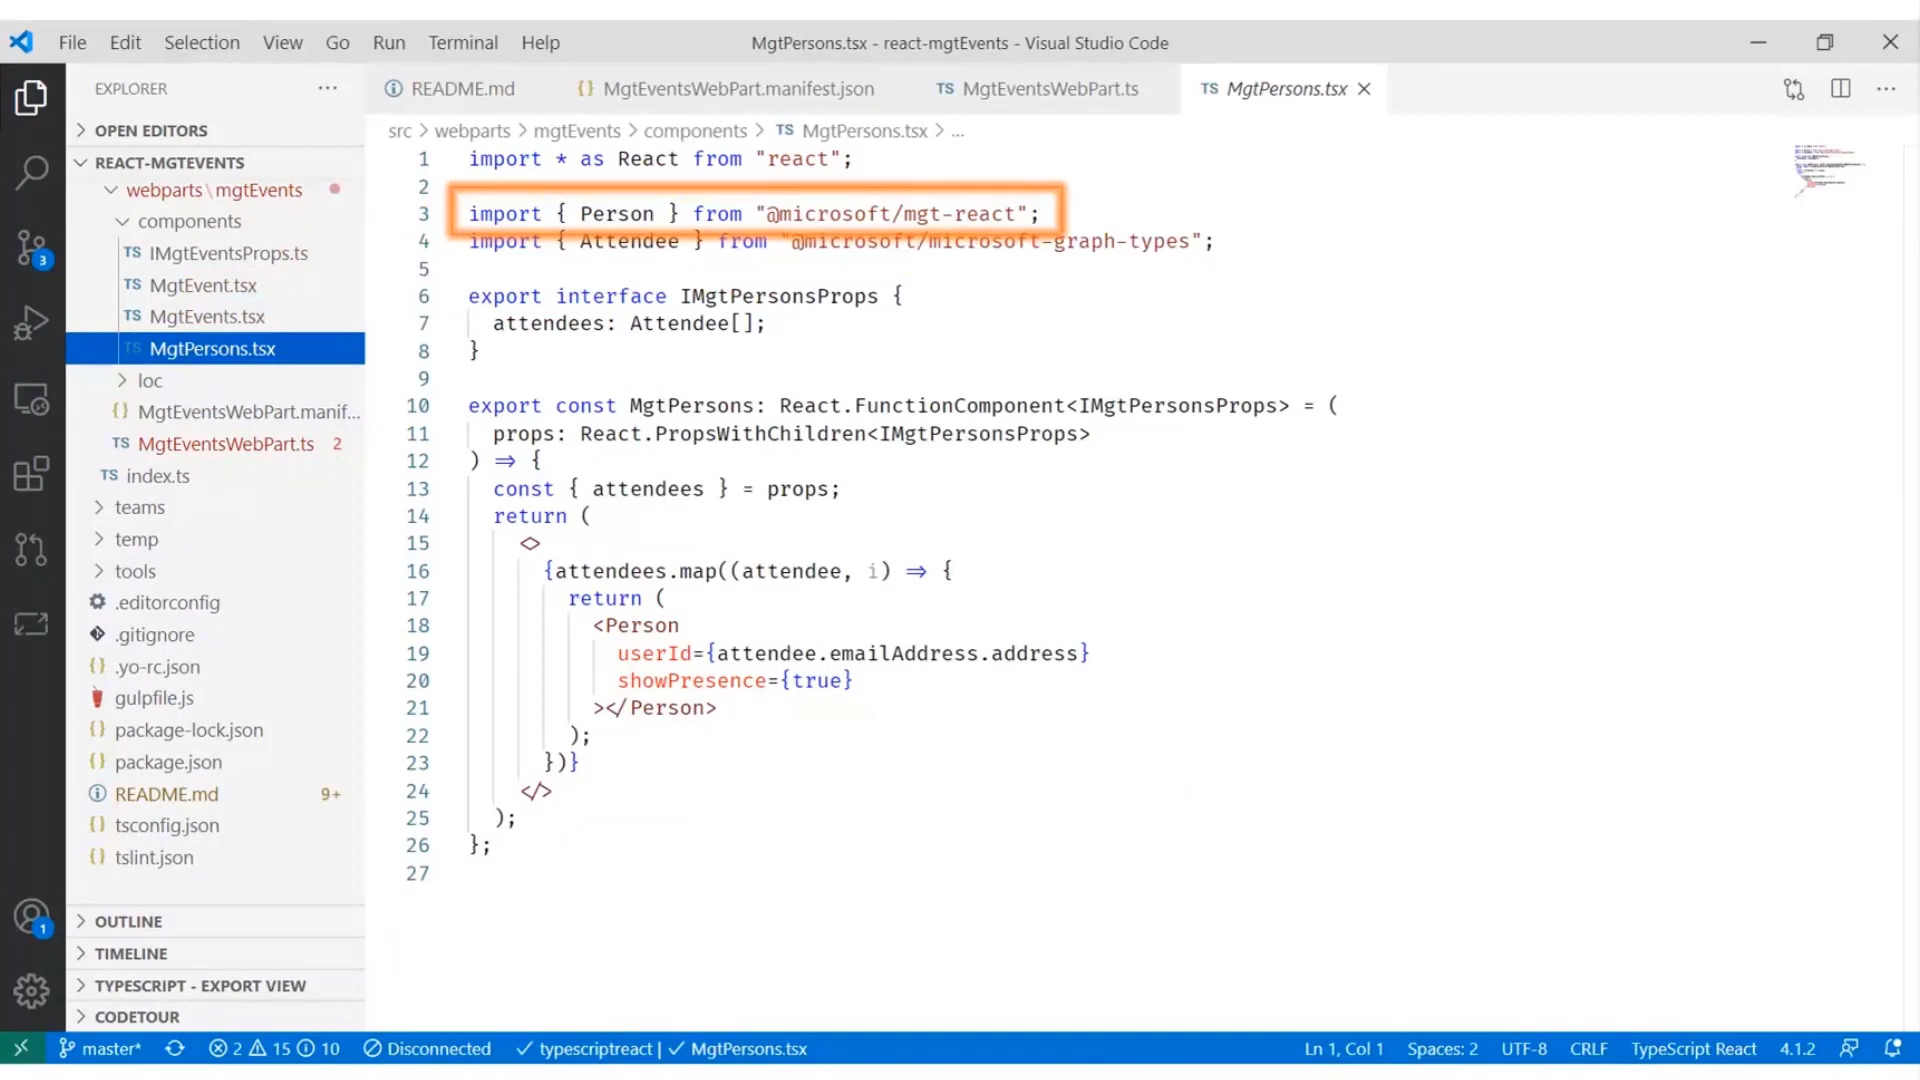 File Edit Selection View Go Run Terminal Help MgtPersons.tsx - react-mgtEvents - Visual Studio Code
EXPLORER ···
README.md {} MgtEventsWebPart.manifest.json TS MgtEventsWebPart.ts TS MgtPersons.tsx
OPEN EDITORS
REACT-MGTEVENTS
webparts\mgtEvents
components
TS IMgtEventsProps.ts
TS MgtEvent.tsx
TS MgtEvents.tsx
TS MgtPersons.tsx
loc
{} MgtEventsWebPart.manif...
TS MgtEventsWebPart.ts 2
TS index.ts
teams
temp
tools
.editorconfig
.gitignore
{} .yo-rc.json
gulpfile.js
{} package-lock.json
{} package.json
README.md 9+
{} tsconfig.json
{} tslint.json
OUTLINE
TIMELINE
TYPESCRIPT - EXPORT VIEW
CODETOUR
3
1
src > webparts > mgtEvents > components > TS MgtPersons.tsx > ...
1 import * as React from "react";
2
3 import { Person } from "@microsoft/mgt-react";
4 import { Attendee } from "@microsoft/microsoft-graph-types";
5
6 export interface IMgtPersonsProps {
7 attendees: Attendee[];
8 }
9
10 export const MgtPersons: React.FunctionComponent<IMgtPersonsProps> = (
11 props: React.PropsWithChildren<IMgtPersonsProps>
12 ) => {
13 const { attendees } = props;
14 return (
15 <>
16 {attendees.map((attendee, i) => {
17 return (
18 <Person
19 userId={attendee.emailAddress.address}
20 showPresence={true}
21 ></Person>
22 );
23 })}
24 </>
25 );
26 };
27
master* 2 15 10 Disconnected typescriptreact | MgtPersons.tsx Ln 1, Col 1 Spaces: 2 UTF-8 CRLF TypeScript React 4.1.2